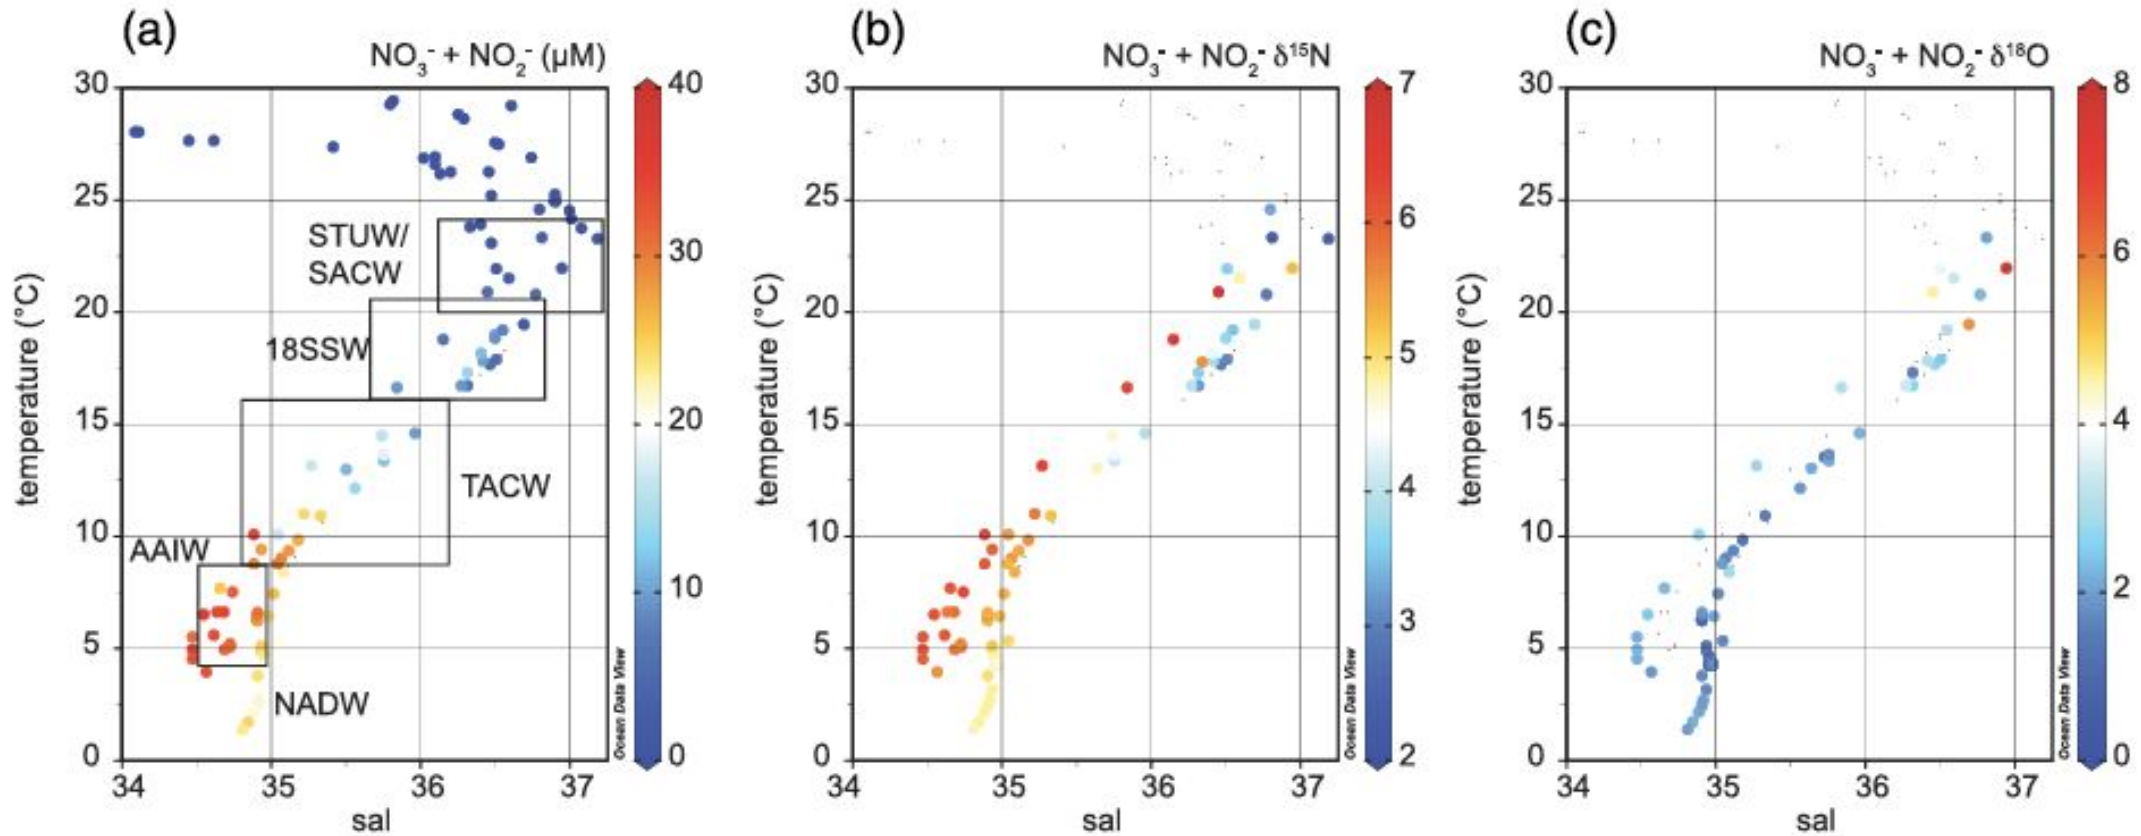 (a)
NO₃⁻ + NO₂⁻ (µM)
30
25
20
15
10
5
0
temperature (°C)
34
35
36
37
sal
STUW/
SACW
18SSW
TACW
AAIW
NADW
40
30
20
10
0
Ocean Data View
(b)
NO₃⁻ + NO₂⁻ δ¹⁵N
30
25
20
15
10
5
0
temperature (°C)
34
35
36
37
sal
7
6
5
4
3
2
Ocean Data View
(c)
NO₃⁻ + NO₂⁻ δ¹⁸O
30
25
20
15
10
5
0
temperature (°C)
34
35
36
37
sal
8
6
4
2
0
Ocean Data View